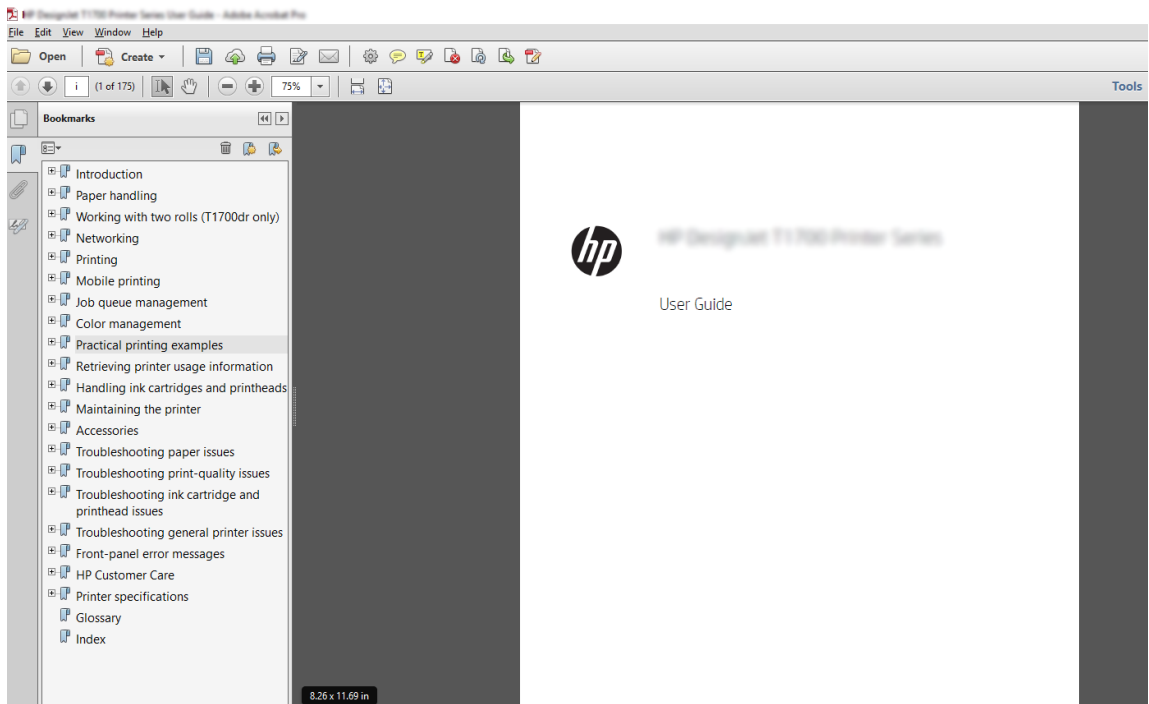 File Edit View Window Help
Open Create
i (1 of 175) 75% Tools
Bookmarks
Introduction
Paper handling
Working with two rolls (T1700dr only)
Networking
Printing
Mobile printing
Job queue management
Color management
Practical printing examples
Retrieving printer usage information
Handling ink cartridges and printheads
Maintaining the printer
Accessories
Troubleshooting paper issues
Troubleshooting print-quality issues
Troubleshooting ink cartridge and
printhead issues
Troubleshooting general printer issues
Front-panel error messages
HP Customer Care
Printer specifications
Glossary
Index
hp
User Guide
8.26 x 11.69 in